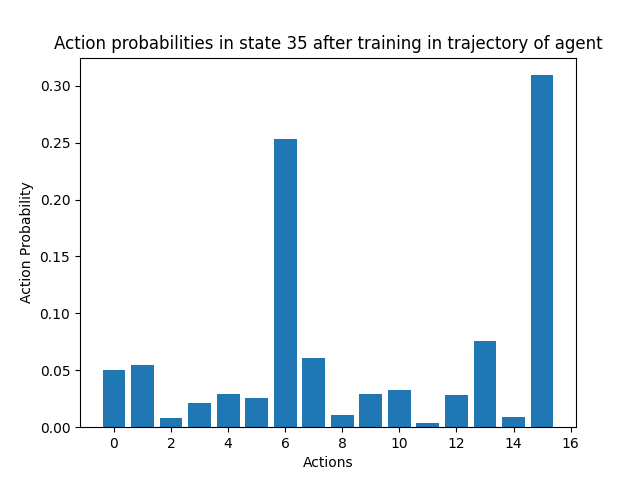 Action probabilities in state 35 after training in trajectory of agent
0.30
0.25
0.20
0.15
0.10
0.05
0.00
Action Probability
0 2 4 6 8 10 12 14 16
Actions